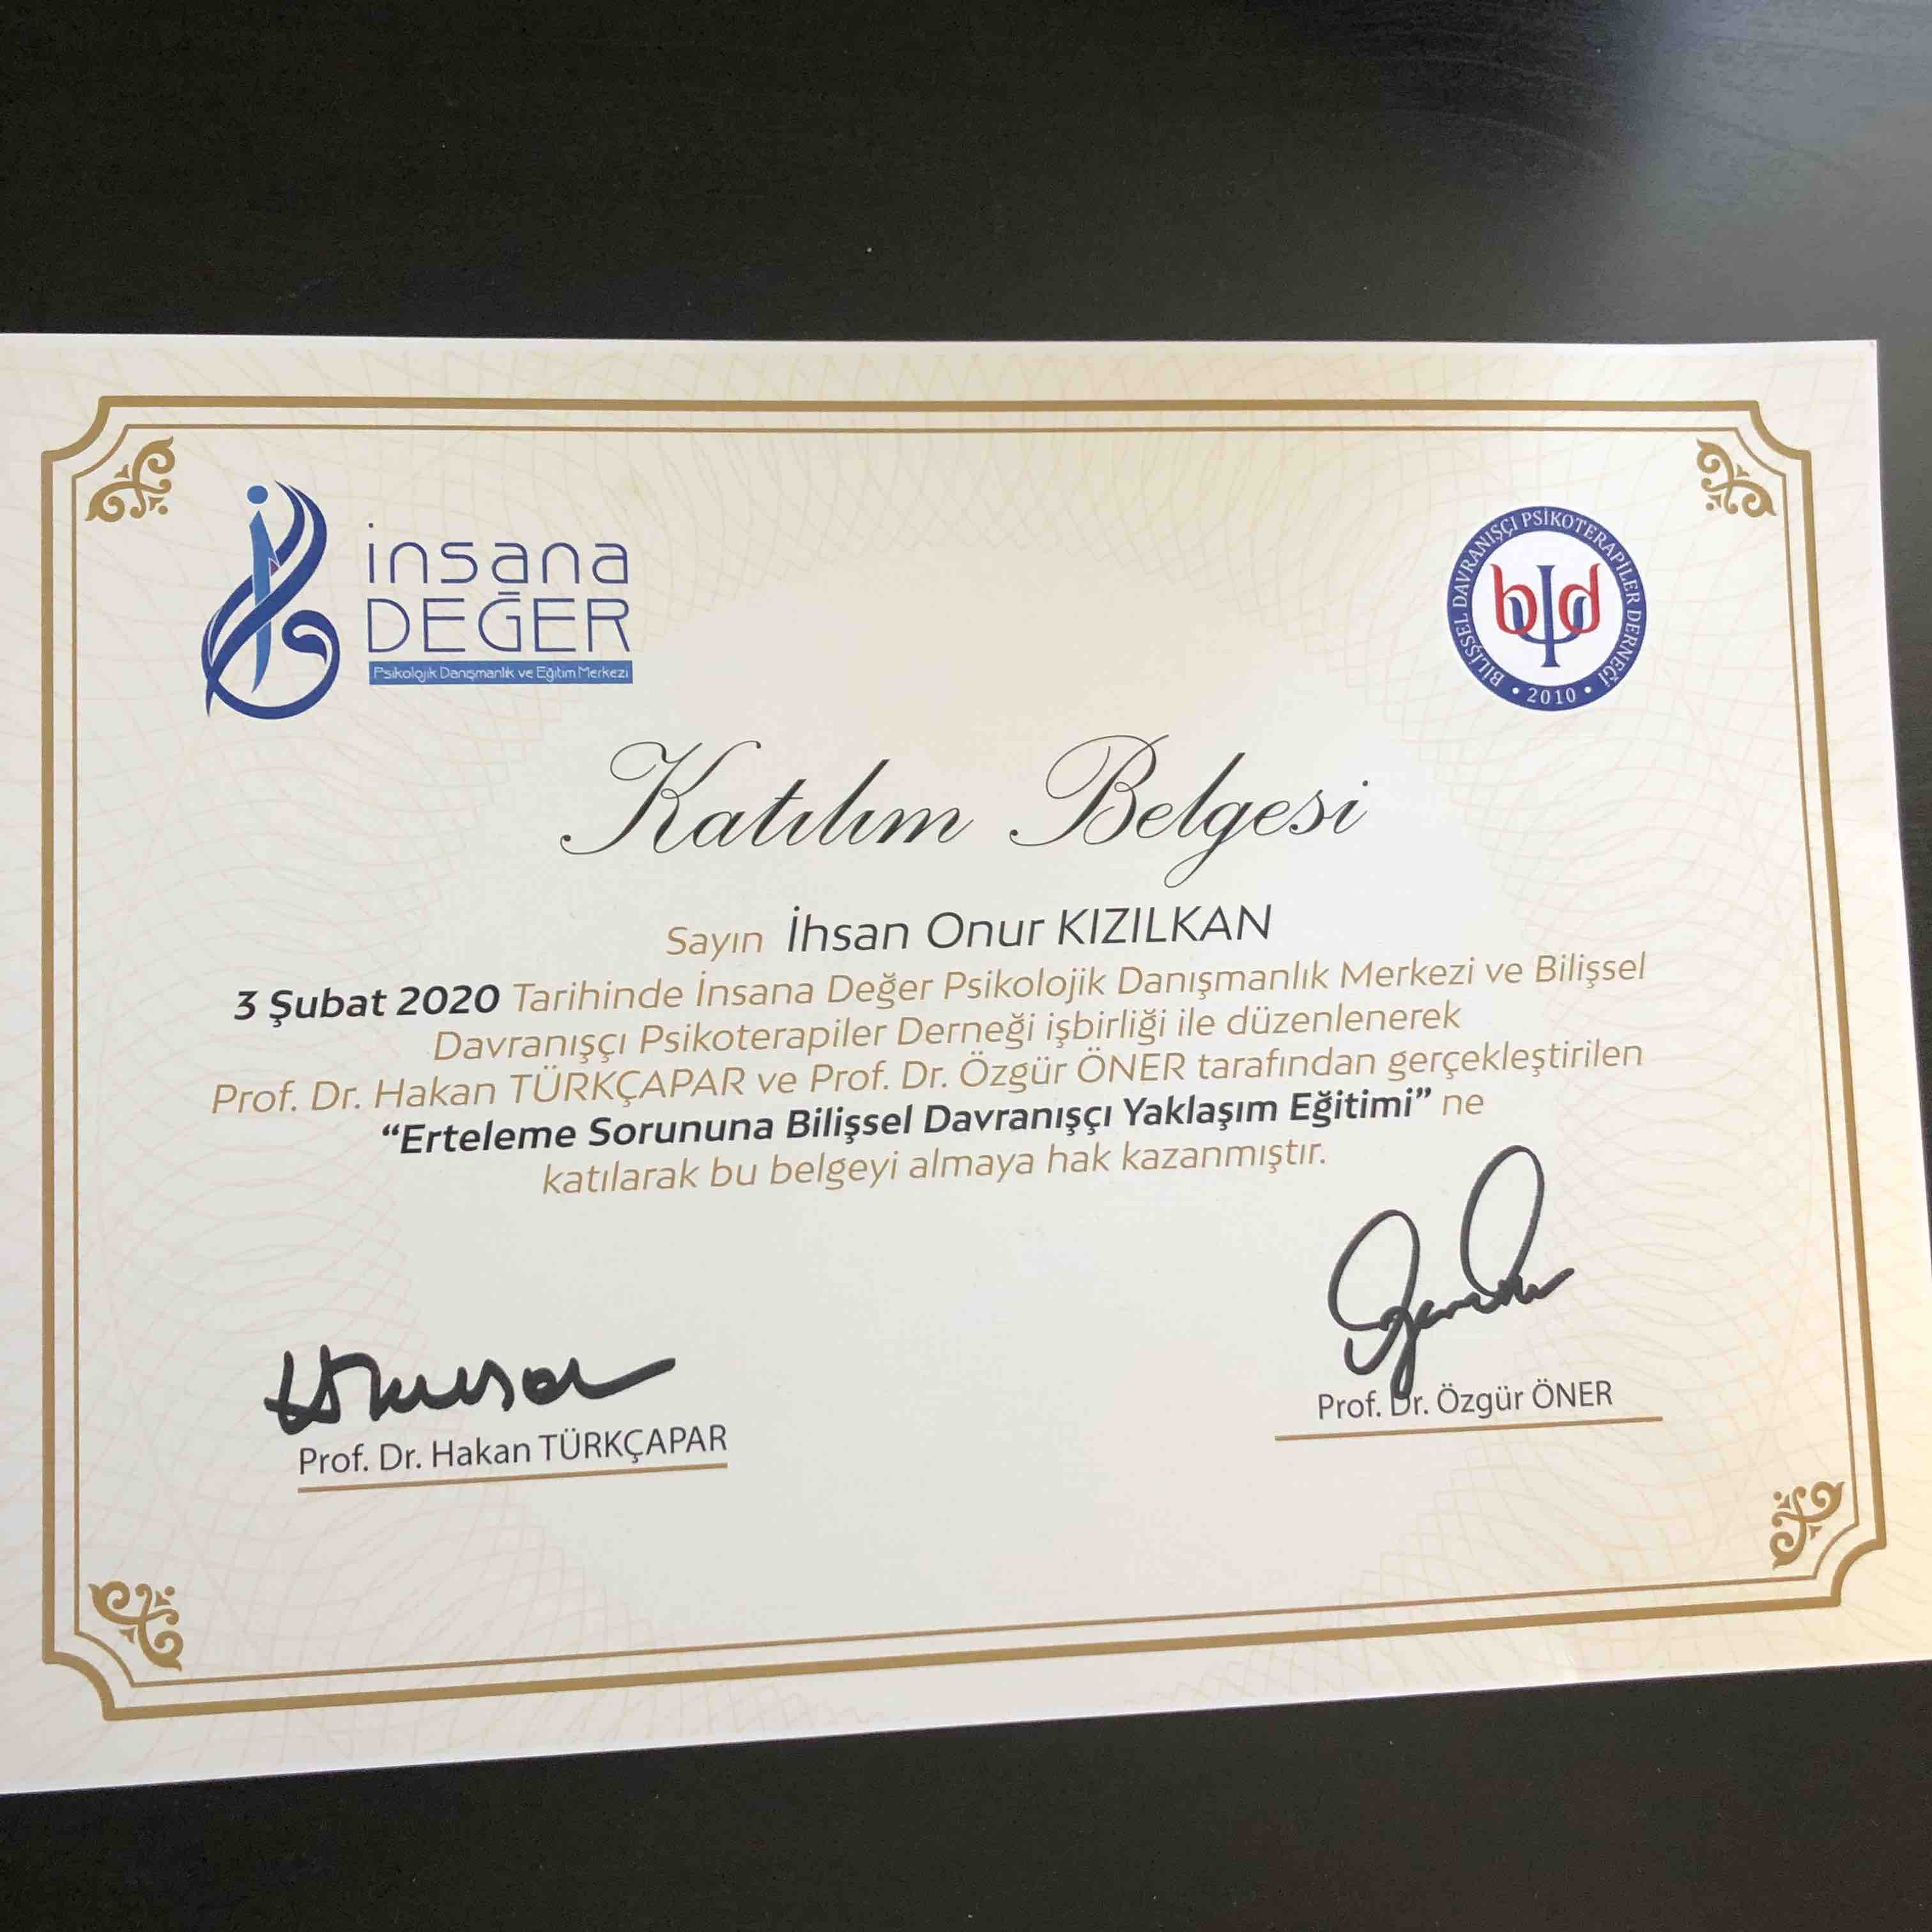 insana
DEĞER
Psikolojik Danışmanlık ve Eğitim Merkezi
BİLİŞSEL DAVRANIŞÇI PSİKOTERAPİLER DERNEĞİ
• 2010 •
bψd
Katılım Belgesi
Sayın İhsan Onur KIZILKAN
3 Şubat 2020 Tarihinde İnsana Değer Psikolojik Danışmanlık Merkezi ve Bilişsel
Davranışçı Psikoterapiler Derneği işbirliği ile düzenlenerek
Prof. Dr. Hakan TÜRKÇAPAR ve Prof. Dr. Özgür ÖNER tarafından gerçekleştirilen
“Erteleme Sorununa Bilişsel Davranışçı Yaklaşım Eğitimi” ne
katılarak bu belgeyi almaya hak kazanmıştır.
Prof. Dr. Hakan TÜRKÇAPAR
Prof. Dr. Özgür ÖNER